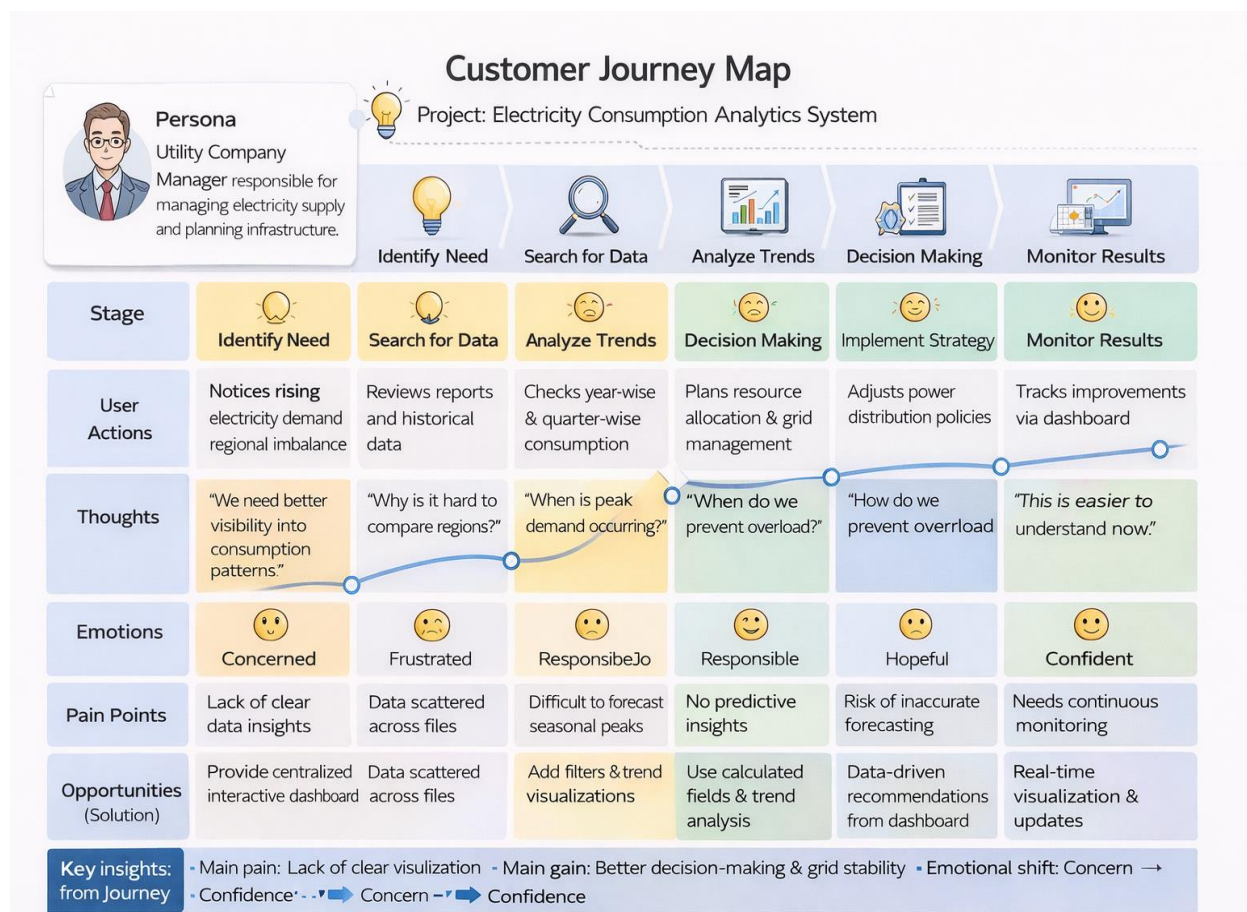 Customer Journey Map
Project: Electricity Consumption Analytics System
Persona
Utility Company
Manager responsible for
managing electricity supply
and planning infrastructure.
Identify Need
Search for Data
Analyze Trends
Decision Making
Monitor Results
Stage
Identify Need
Search for Data
Analyze Trends
Decision Making
Implement Strategy
Monitor Results
User
Actions
Notices rising
electricity demand
regional imbalance
Reviews reports
and historical
data
Checks year-wise
& quarter-wise
consumption
Plans resource
allocation & grid
management
Adjusts power
distribution policies
Tracks improvements
via dashboard
Thoughts
“We need better
visibility into
consumption
patterns.”
“Why is it hard to
compare regions?”
“When is peak
demand occurring?”
“When do we
prevent overload?”
“How do we
prevent overrload
“This is easier to
understand now.”
Emotions
Concerned
Frustrated
ResponsibeJo
Responsible
Hopeful
Confident
Pain Points
Lack of clear
data insights
Data scattered
across files
Difficult to forecast
seasonal peaks
No predictive
insights
Risk of inaccurate
forecasting
Needs continuous
monitoring
Opportunities
(Solution)
Provide centralized
interactive dashboard
Data scattered
across files
Add filters & trend
visualizations
Use calculated
fields & trend
analysis
Data-driven
recommendations
from dashboard
Real-time
visualization &
updates
Key insights:
from Journey
- Main pain: Lack of clear visulization - Main gain: Better decision-making & grid stability ▪ Emotional shift: Concern →
- Confidence Concern Confidence